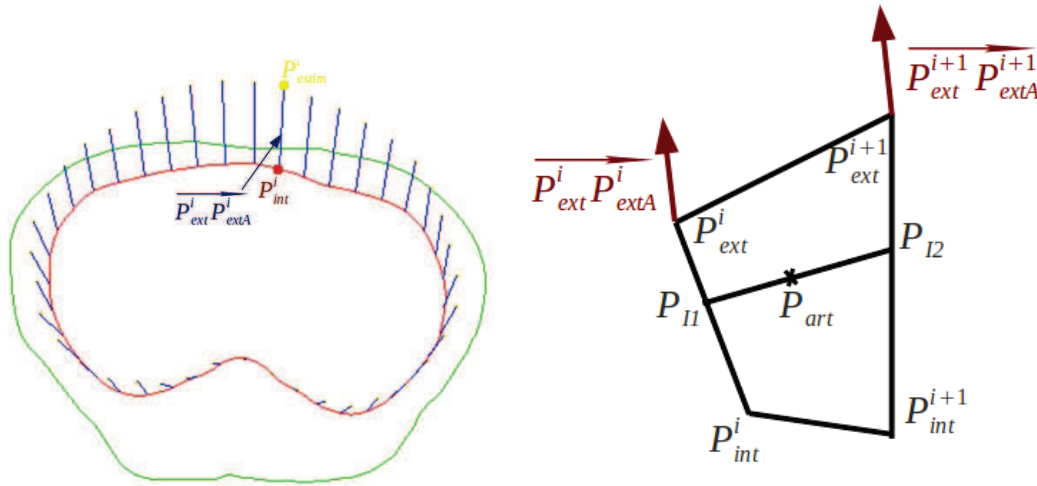 P^i_estim
P^i_int
P^i_ext P^i_extA
P^{i+1}_ext P^{i+1}_extA
P^i_ext P^i_extA
P^{i+1}_ext
P^i_ext
P_I2
P_I1
P_art
P^{i+1}_int
P^i_int